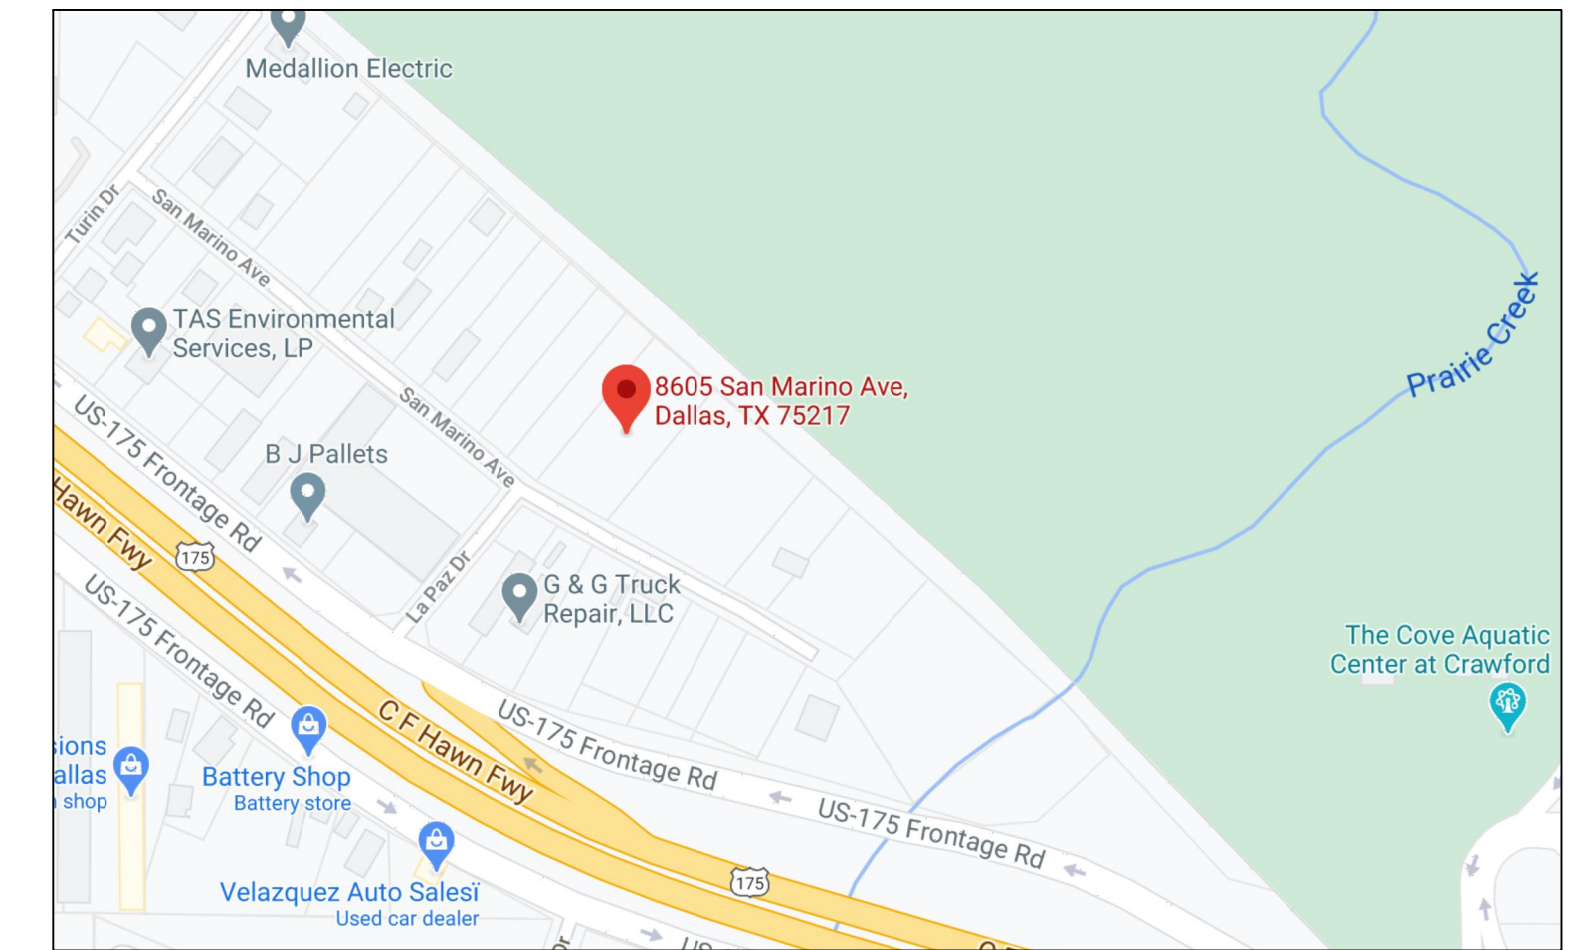 Medallion Electric
Turin Dr
San Marino Ave
Prairie Creek
TAS Environmental
Services, LP
8605 San Marino Ave,
Dallas, TX 75217
US-175 Frontage Rd
San Marino Ave
B J Pallets
Hawn Fwy
175
La Paz Dr
G & G Truck
Repair, LLC
US-175 Frontage Rd
The Cove Aquatic
Center at Crawford
C F Hawn Fwy
US-175 Frontage Rd
sions
allas
shop
Battery Shop
Battery store
US-175 Frontage Rd
175
Velazquez Auto Salesï
Used car dealer